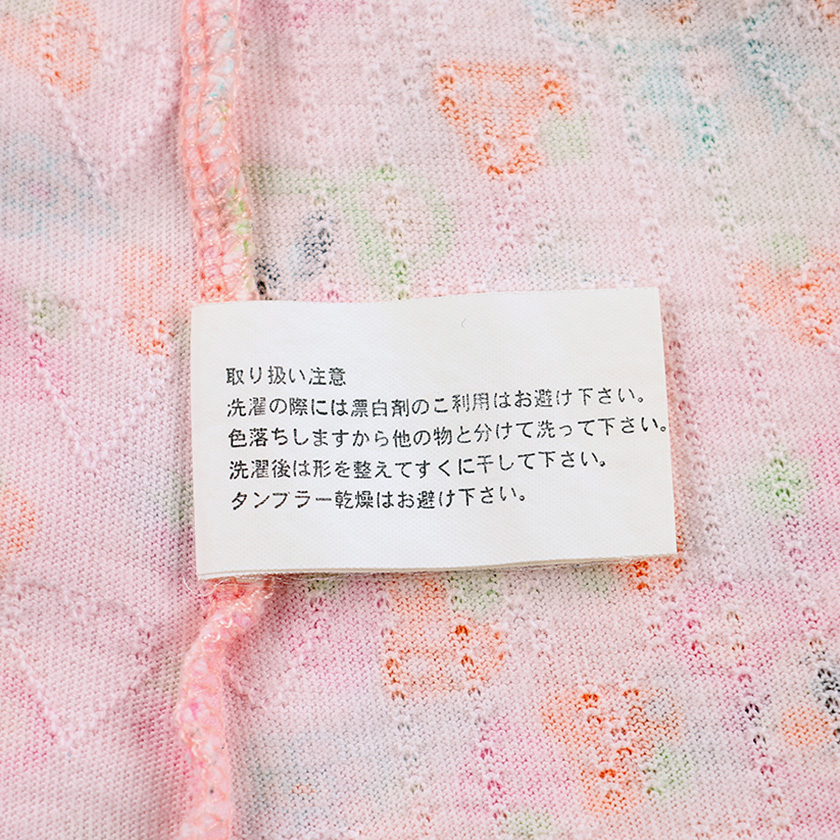 取り扱い注意
洗濯の際には漂白剤のご利用はお避け下さい。
色落ちしますから他の物と分けて洗って下さい。
洗濯後は形を整えてすぐに干して下さい。
タンブラー乾燥はお避け下さい。